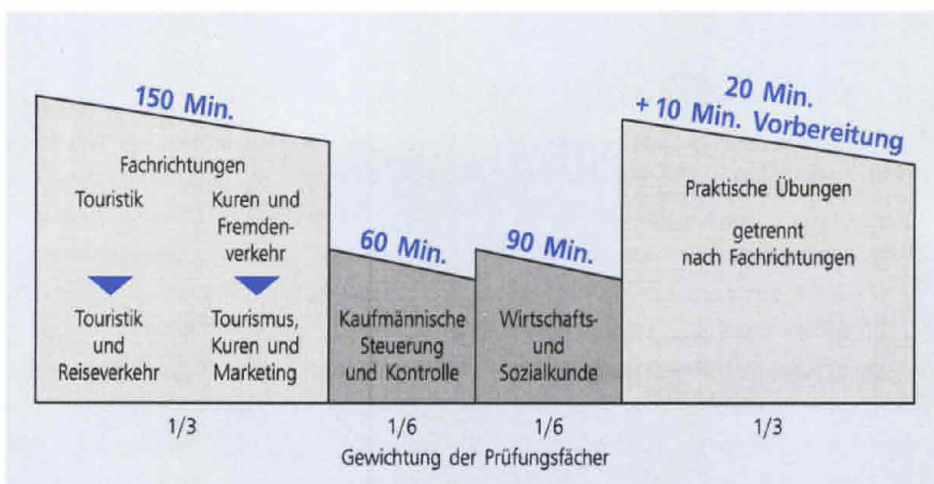 150 Min.
Fachrichtungen
Touristik
Kuren und
Fremden-
verkehr
Touristik
und
Reiseverkehr
Tourismus,
Kuren und
Marketing
60 Min.
Kaufmännische
Steuerung
und Kontrolle
90 Min.
Wirtschafts-
und
Sozialkunde
20 Min.
+ 10 Min. Vorbereitung
Praktische Übungen
getrennt
nach Fachrichtungen
1/3
1/6
1/6
1/3
Gewichtung der Prüfungsfächer